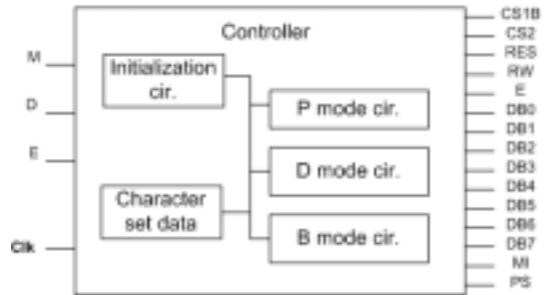 Controller
M
D
E
Clk
Initialization
cir.
Character
set data
P mode cir.
D mode cir.
B mode cir.
CS1B
CS2
RES
RW
E
DB0
DB1
DB2
DB3
DB4
DB5
DB6
DB7
MI
PS